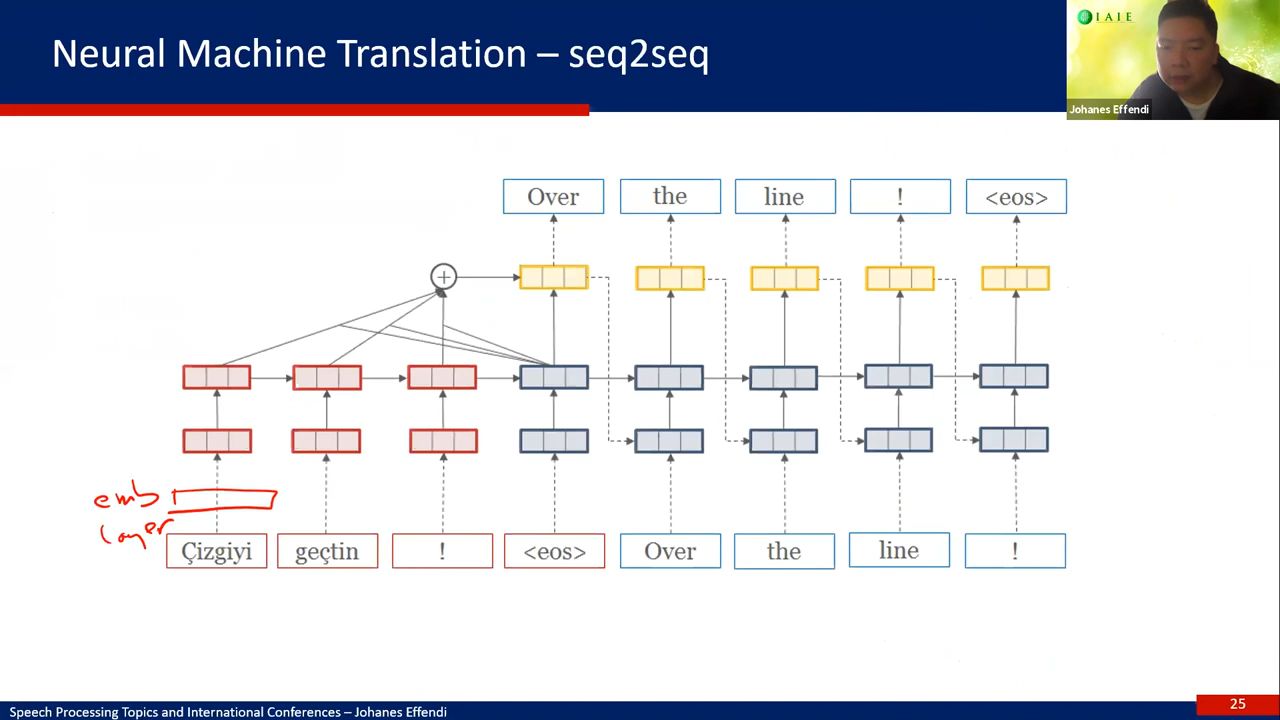 Neural Machine Translation – seq2seq
IAIE
Johanes Effendi
Over the line ! <eos>
+
emb
layer
Çizgiyi geçtin ! <eos> Over the line !
Speech Processing Topics and International Conferences – Johanes Effendi
25